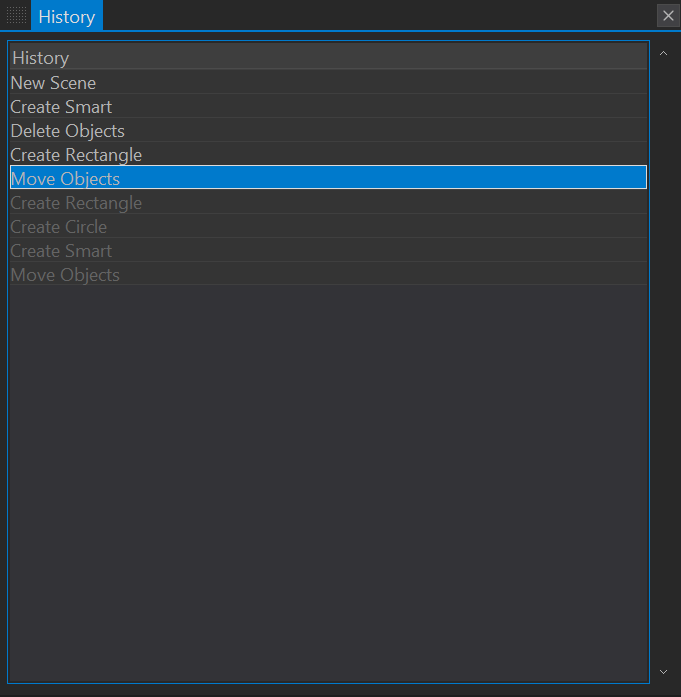 History
History
New Scene
Create Smart
Delete Objects
Create Rectangle
Move Objects
Create Rectangle
Create Circle
Create Smart
Move Objects